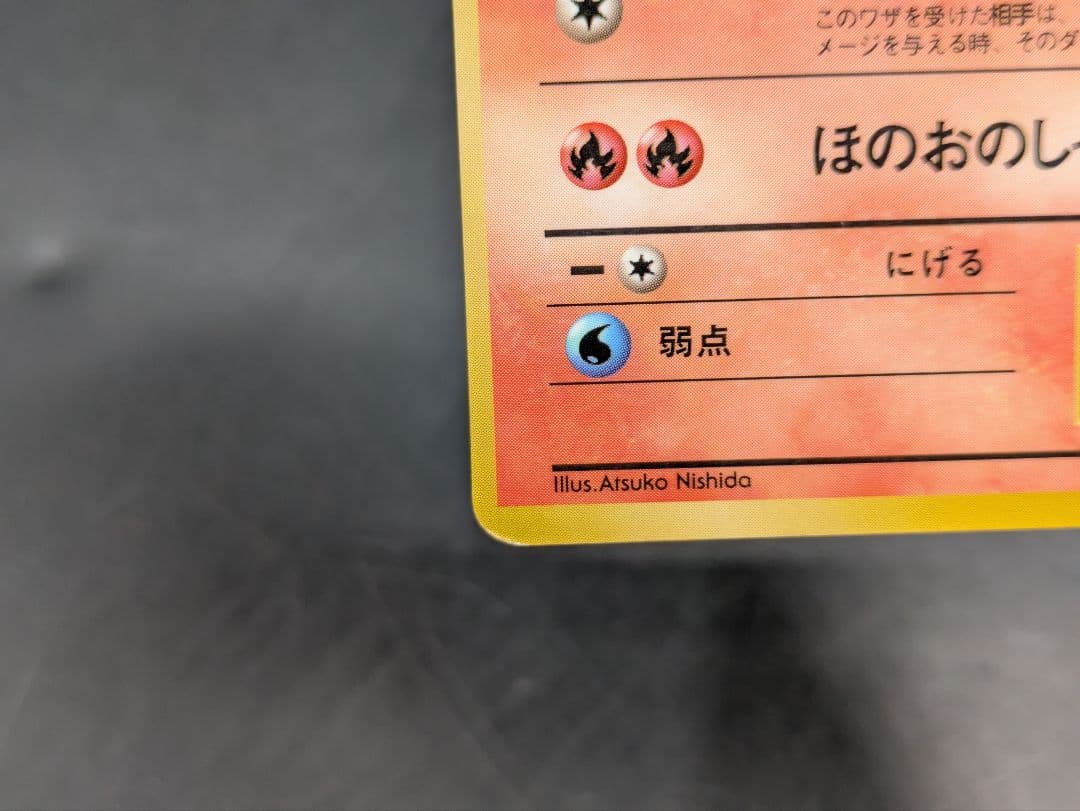 このワザを受けた相手は、
メージを与える時、そのダ
ほのおのし
にげる
弱点
Illus.Atsuko Nishida